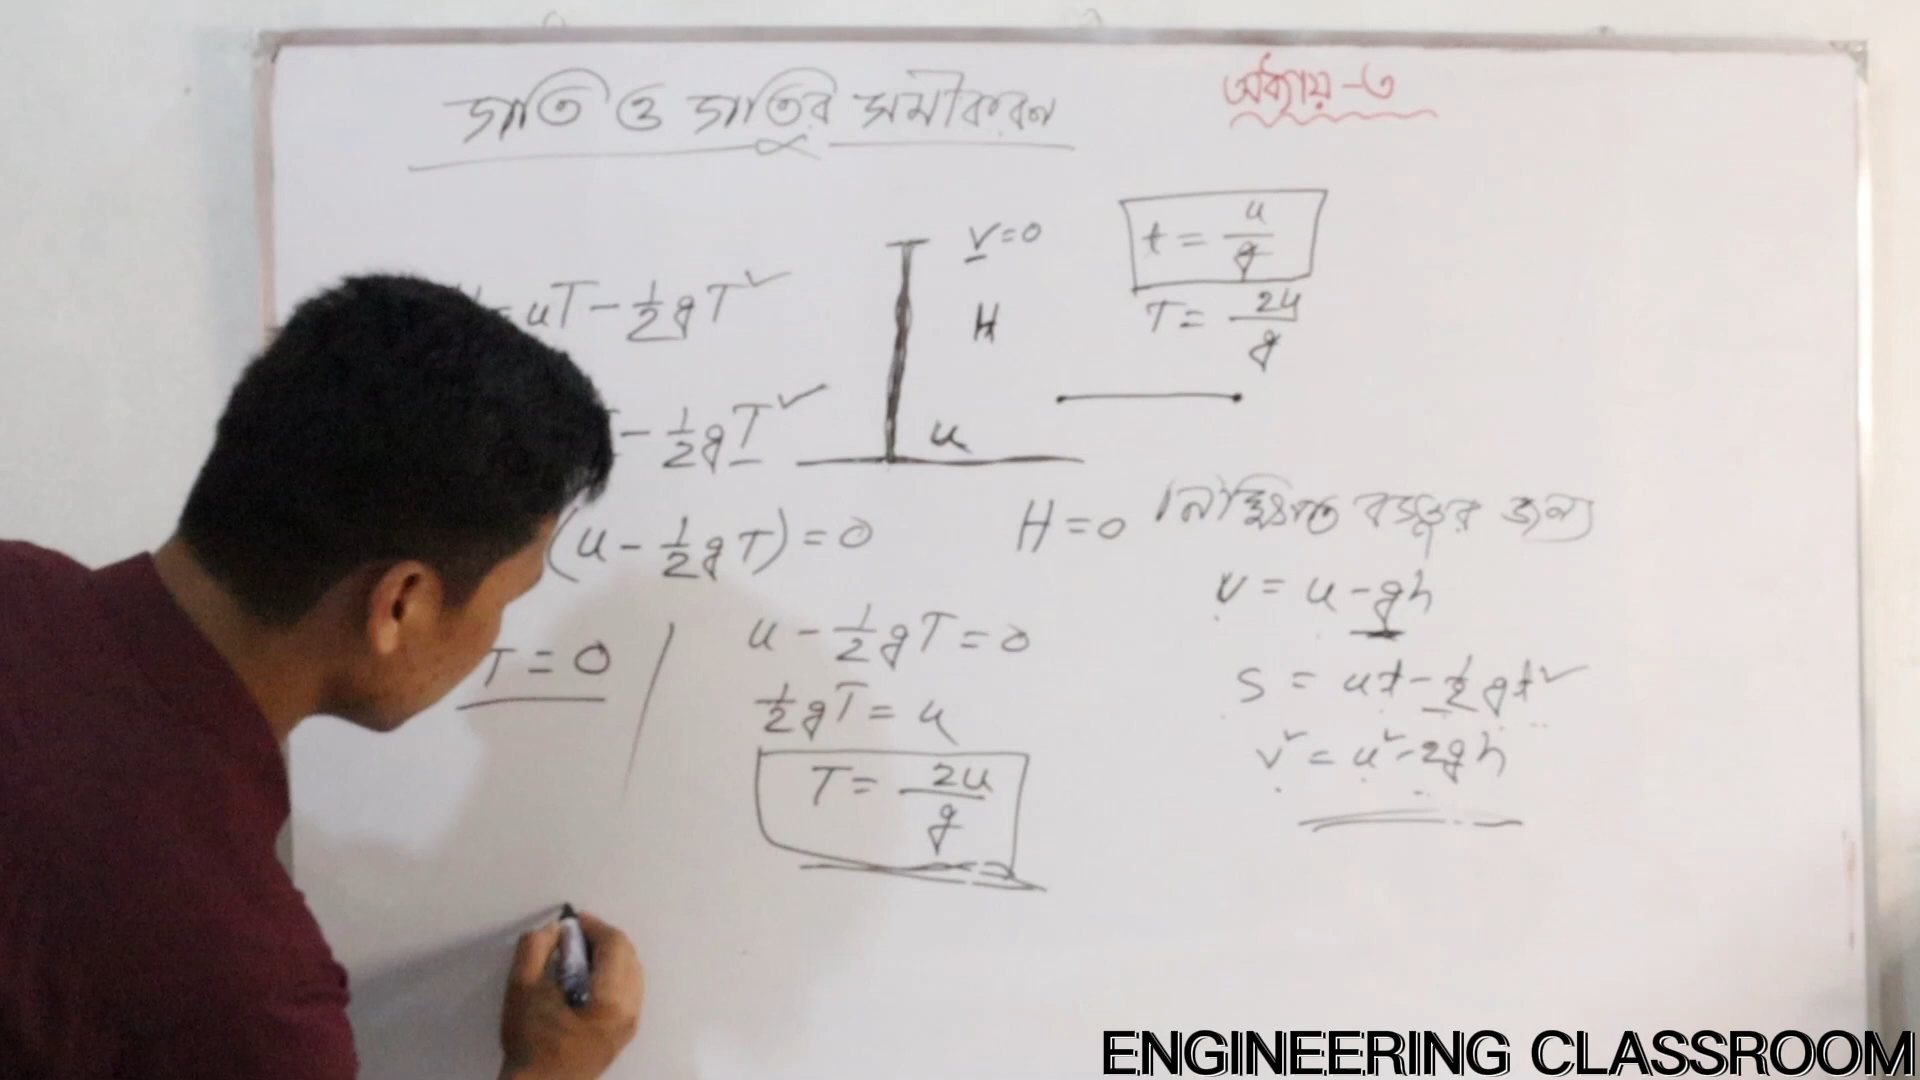 গতি ও গতির সমীকরন
অধ্যায়-৩
= uT - ½gT²
- ½gT²
(u - ½gT) = 0
T = 0
u - ½gT = 0
½gT = u
T = 2u/g
v = 0
H
u
t = u/g
T = 2u/g
H = 0
নিক্ষিপ্ত বস্তুর জন্য
v = u - gh
s = ut - ½gt²
v² = u² - 2gh
ENGINEERING CLASSROOM